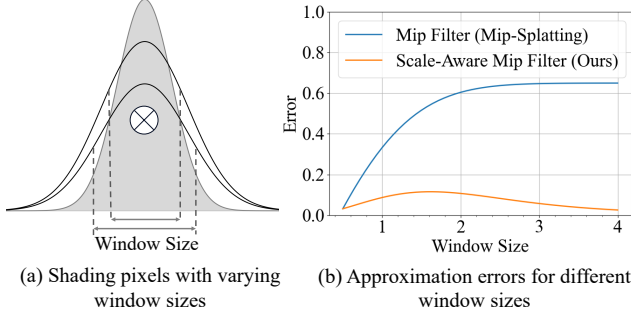 Window Size
(a) Shading pixels with varying
window sizes
1.0
0.8
0.6
0.4
0.2
0.0
Error
Mip Filter (Mip-Splatting)
Scale-Aware Mip Filter (Ours)
1 2 3 4
Window Size
(b) Approximation errors for different
window sizes